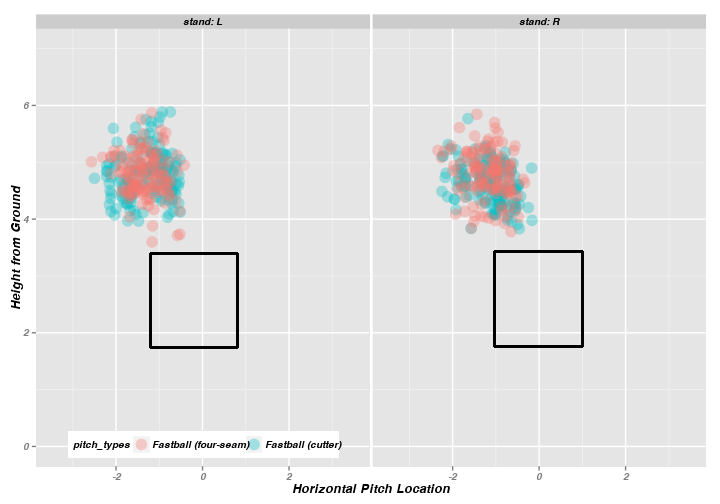 stand: L
stand: R
Height from Ground
6
4
2
0
pitch_types Fastball (four-seam) Fastball (cutter)
-2 0 2
-2 0 2
Horizontal Pitch Location